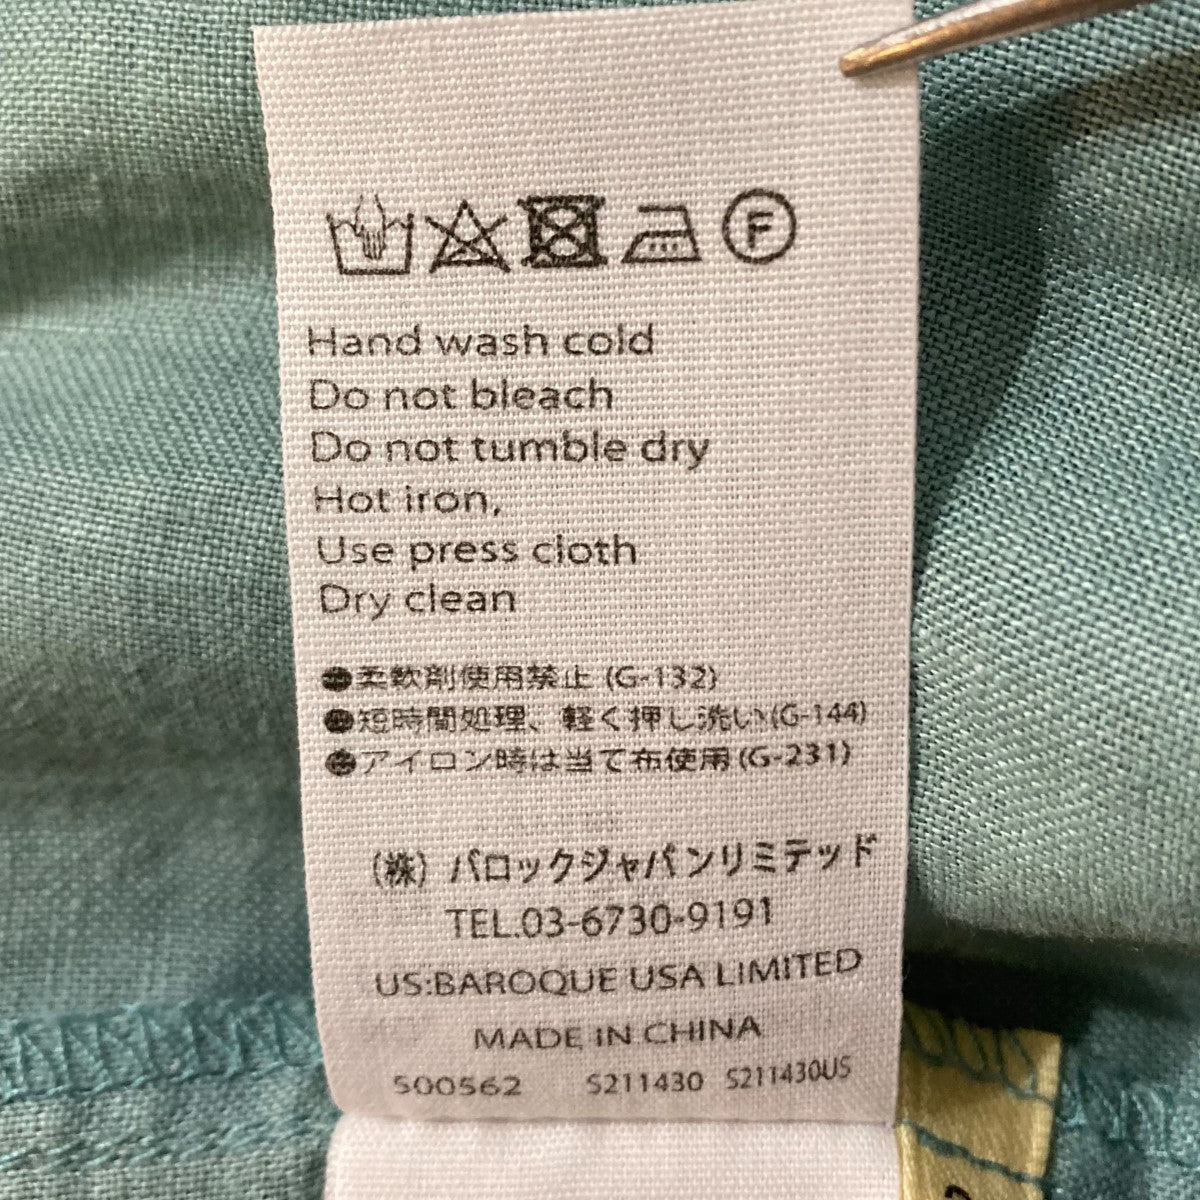 F
Hand wash cold
Do not bleach
Do not tumble dry
Hot iron,
Use press cloth
Dry clean
●柔軟剤使用禁止 (G-132)
●短時間処理、軽く押し洗い(G-144)
●アイロン時は当て布使用(G-231)
(株) バロックジャパンリミテッド
TEL.03-6730-9191
US:BAROQUE USA LIMITED
MADE IN CHINA
500562 S211430 S211430US